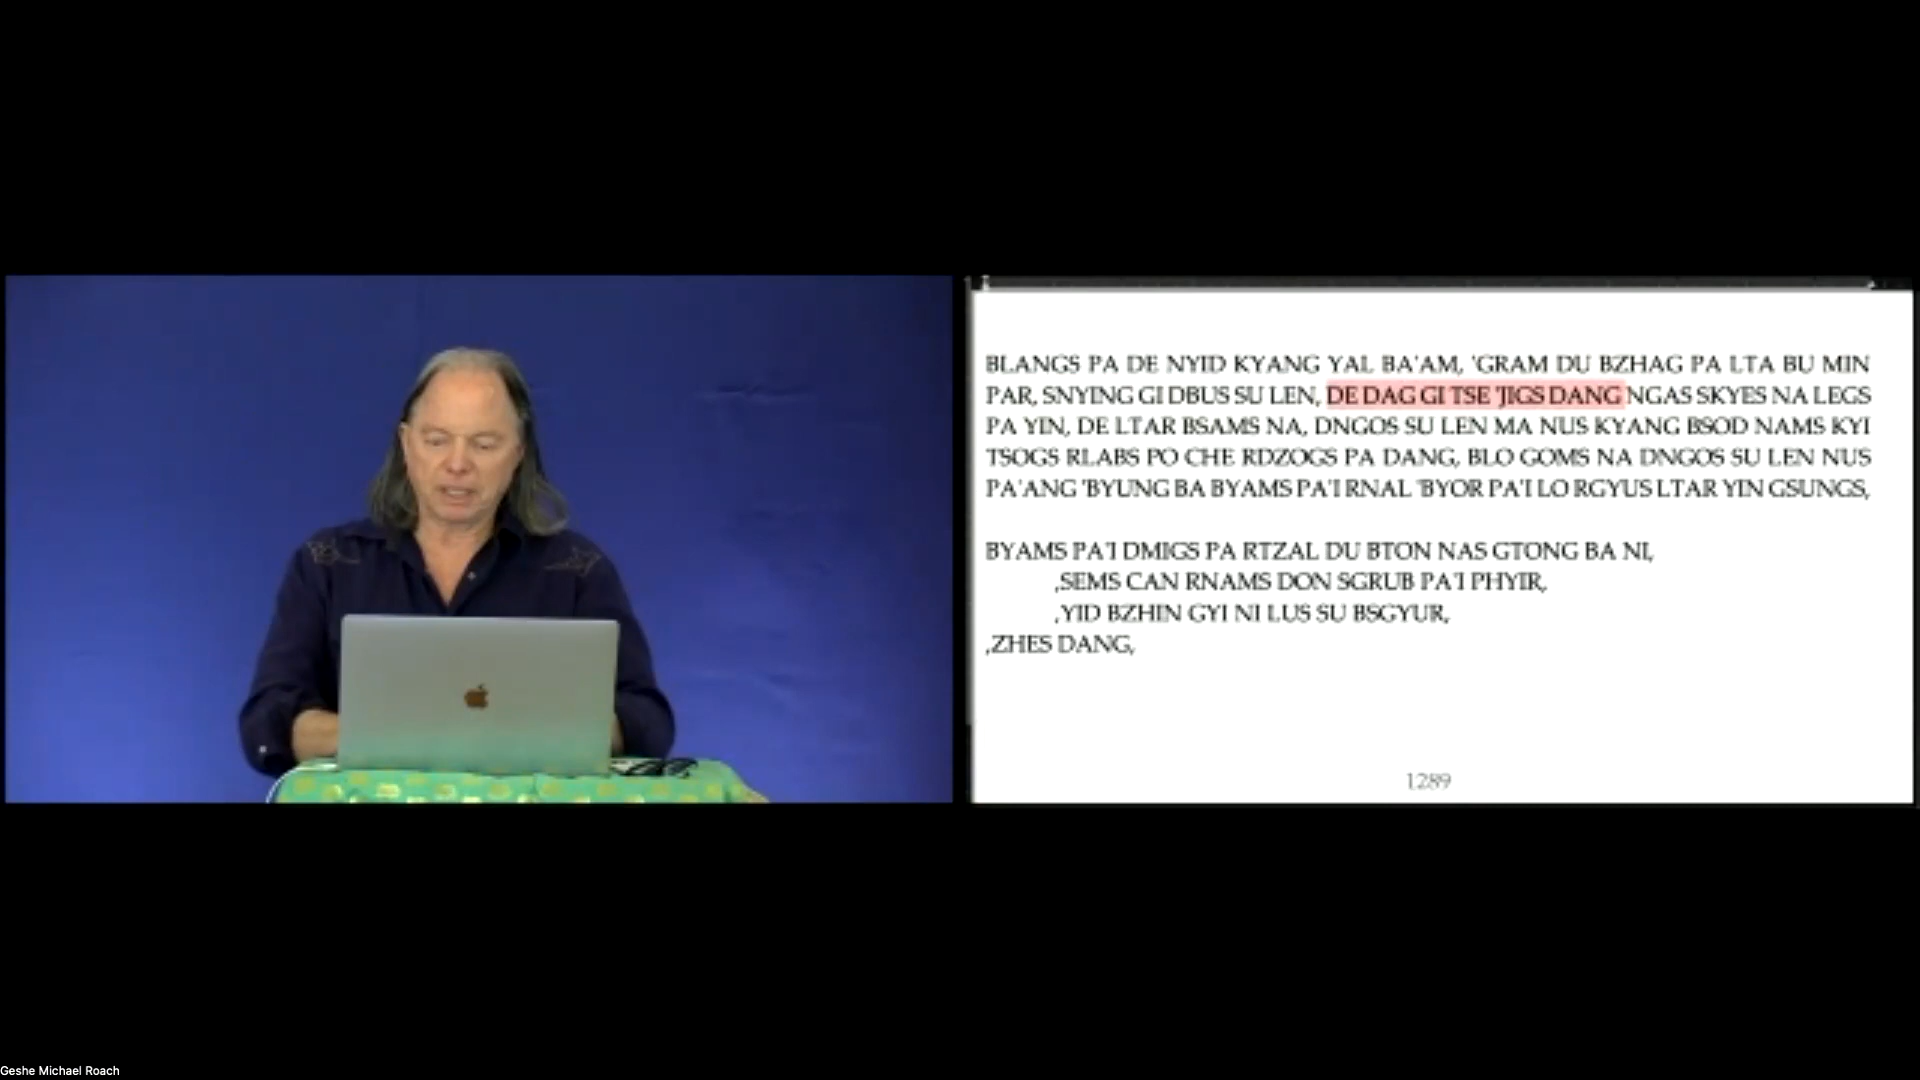 BLANGS PA DE NYID KYANG YAL BA'AM, 'GRAM DU BZHAG PA LTA BU MIN
PAR, SNYING GI DBUS SU LEN, DE DAG GI TSE 'JIGS DANG NGAS SKYES NA LEGS
PA YIN, DE LTAR BSAMS NA, DNGOS SU LEN MA NUS KYANG BSOD NAMS KYI
TSOGS RLABS PO CHE RDZOGS PA DANG, BLO GOMS NA DNGOS SU LEN NUS
PA'ANG 'BYUNG BA BYAMS PA'I RNAL 'BYOR PA'I LO RGYUS LTAR YIN GSUNGS,
BYAMS PA'I DMIGS PA RTZAL DU BTON NAS GTONG BA NI,
,SEMS CAN RNAMS DON SGRUB PA'I PHYIR,
,YID BZHIN GYI NI LUS SU BSGYUR,
,ZHES DANG,
1289
Geshe Michael Roach